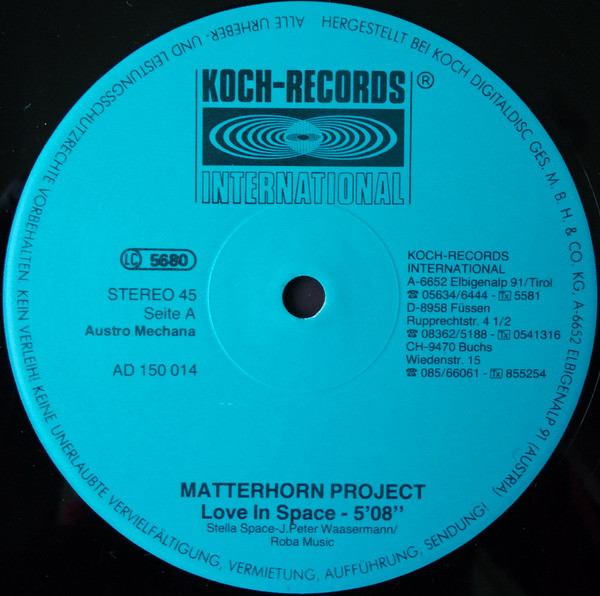 KOCH-RECORDS ®
INTERNATIONAL
LC 5680
STEREO 45
Seite A
Austro Mechana
AD 150 014
KOCH-RECORDS
INTERNATIONAL
A-6652 Elbigenalp 91/Tirol
☎ 05634/6444 - Tx 5581
D-8958 Füssen
Rupprechtstr. 4 1/2
☎ 08362/5188 - Tx 0541316
CH-9470 Buchs
Wiedenstr. 15
☎ 085/66061 - Tx 855254
MATTERHORN PROJECT
Love In Space - 5'08"
Stella Space-J.Peter Waasermann/
Roba Music
HERGESTELLT BEI KOCH DIGITALDISC GES. M. B. H. & CO. KG, A-6652 ELBIGENALP 91 (AUSTRIA)
ALLE URHEBER- UND LEISTUNGSSCHUTZRECHTE VORBEHALTEN. KEIN VERLEIH! KEINE UNERLAUBTE VERVIELFÄLTIGUNG, VERMIETUNG, AUFFÜHRUNG, SENDUNG!